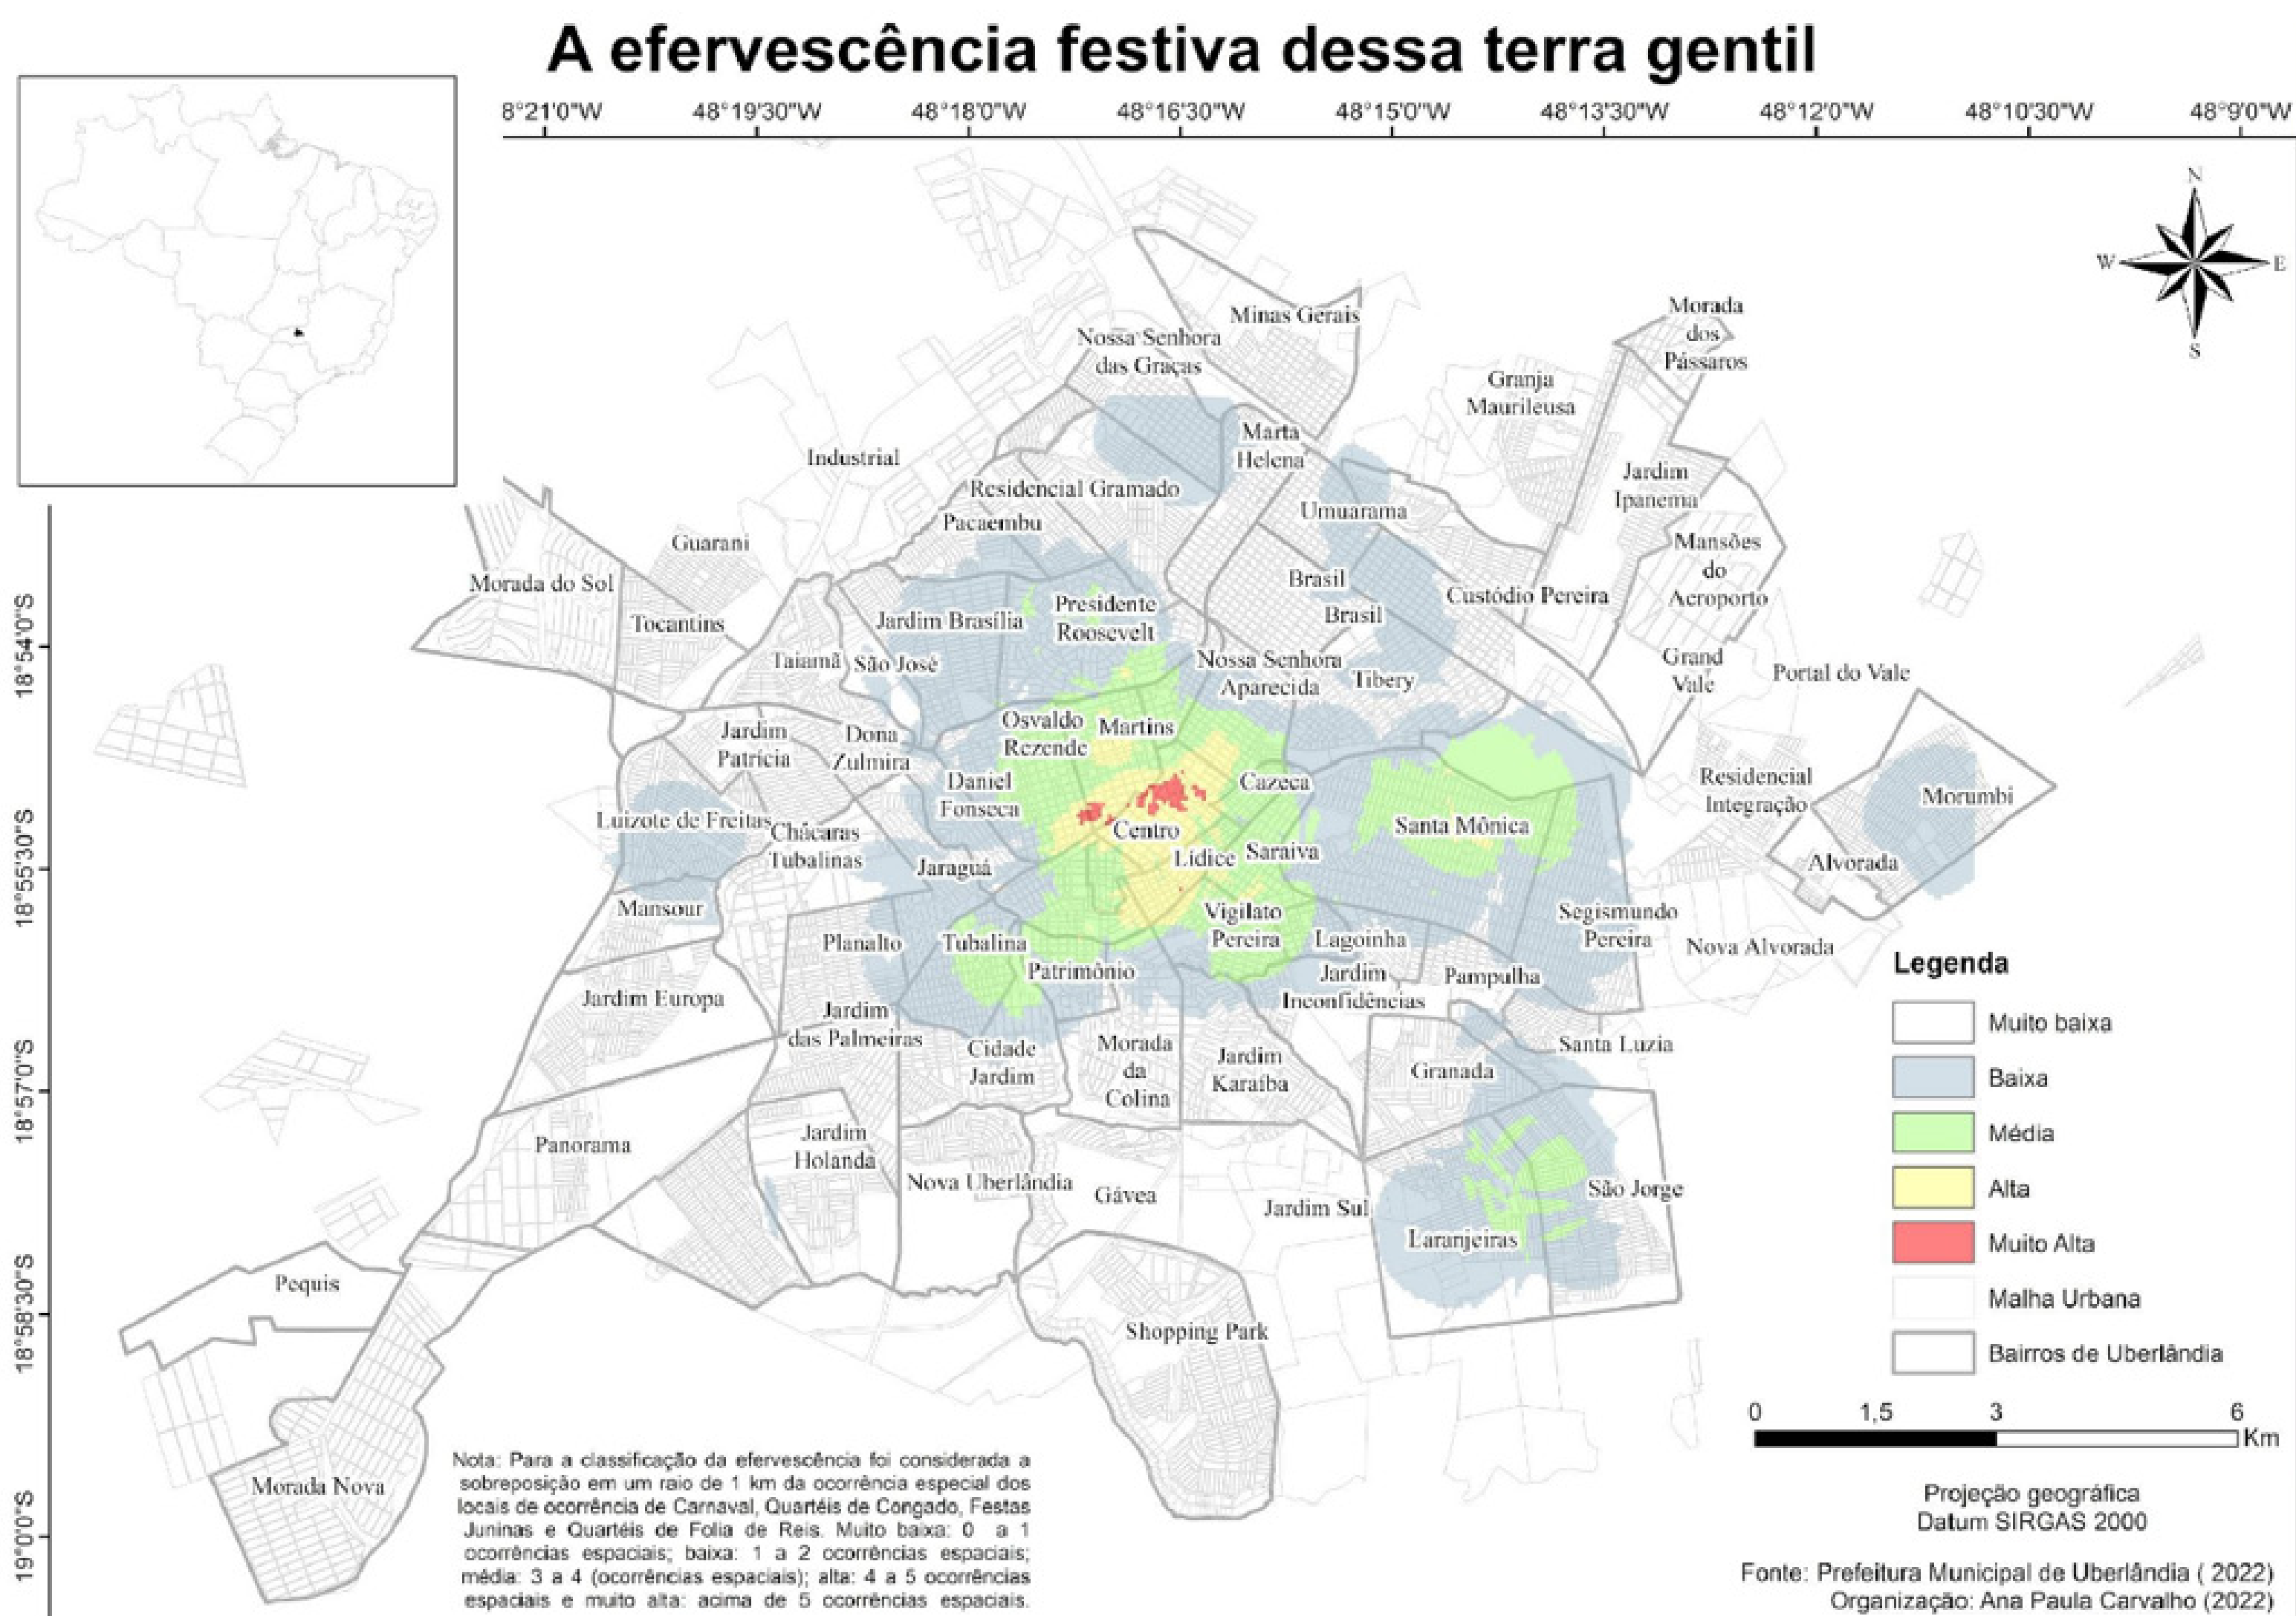 A efervescência festiva dessa terra gentil
8°21'0"W 48°19'30"W 48°18'0"W 48°16'30"W 48°15'0"W 48°13'30"W 48°12'0"W 48°10'30"W 48°9'0"W
N
W E
S
18°54'0"S
18°55'30"S
18°57'0"S
18°58'30"S
19°0'0"S
Minas Gerais
Morada
dos
Pássaros
Nossa Senhora
das Graças
Granja
Maurileusa
Marta
Helena
Industrial
Jardim
Ipanema
Residencial Gramado
Umuarama
Pacaembu
Guarani
Mansões
do
Aeroporto
Morada do Sol
Brasil
Custódio Pereira
Tocantins
Jardim Brasília
Presidente
Roosevelt
Brasil
Taiamã
São José
Nossa Senhora
Aparecida
Tibery
Grand
Vale
Portal do Vale
Jardim
Patrícia
Dona
Zulmira
Osvaldo
Rezende
Martins
Daniel
Fonseca
Cazeca
Residencial
Integração
Morumbi
Luizote de Freitas
Chácaras
Tubalinas
Centro
Santa Mônica
Jaraguá
Lídice
Saraiva
Alvorada
Mansour
Vigilato
Pereira
Segismundo
Pereira
Planalto
Tubalina
Lagoinha
Nova Alvorada
Patrimônio
Jardim
Inconfidências
Pampulha
Jardim Europa
Jardim
das Palmeiras
Cidade
Jardim
Morada
da
Colina
Jardim
Karaíba
Granada
Santa Luzia
Panorama
Jardim
Holanda
Nova Uberlândia
Gávea
Jardim Sul
São Jorge
Laranjeiras
Pequis
Shopping Park
Morada Nova
Legenda
Muito baixa
Baixa
Média
Alta
Muito Alta
Malha Urbana
Bairros de Uberlândia
0 1,5 3 6
Km
Projeção geográfica
Datum SIRGAS 2000
Fonte: Prefeitura Municipal de Uberlândia ( 2022)
Organização: Ana Paula Carvalho (2022)
Nota: Para a classificação da efervescência foi considerada a
sobreposição em um raio de 1 km da ocorrência especial dos
locais de ocorrência de Carnaval, Quartéis de Congado, Festas
Juninas e Quartéis de Folia de Reis. Muito baixa: 0 a 1
ocorrências espaciais; baixa: 1 a 2 ocorrências espaciais;
média: 3 a 4 (ocorrências espaciais); alta: 4 a 5 ocorrências
espaciais e muito alta: acima de 5 ocorrências espaciais.